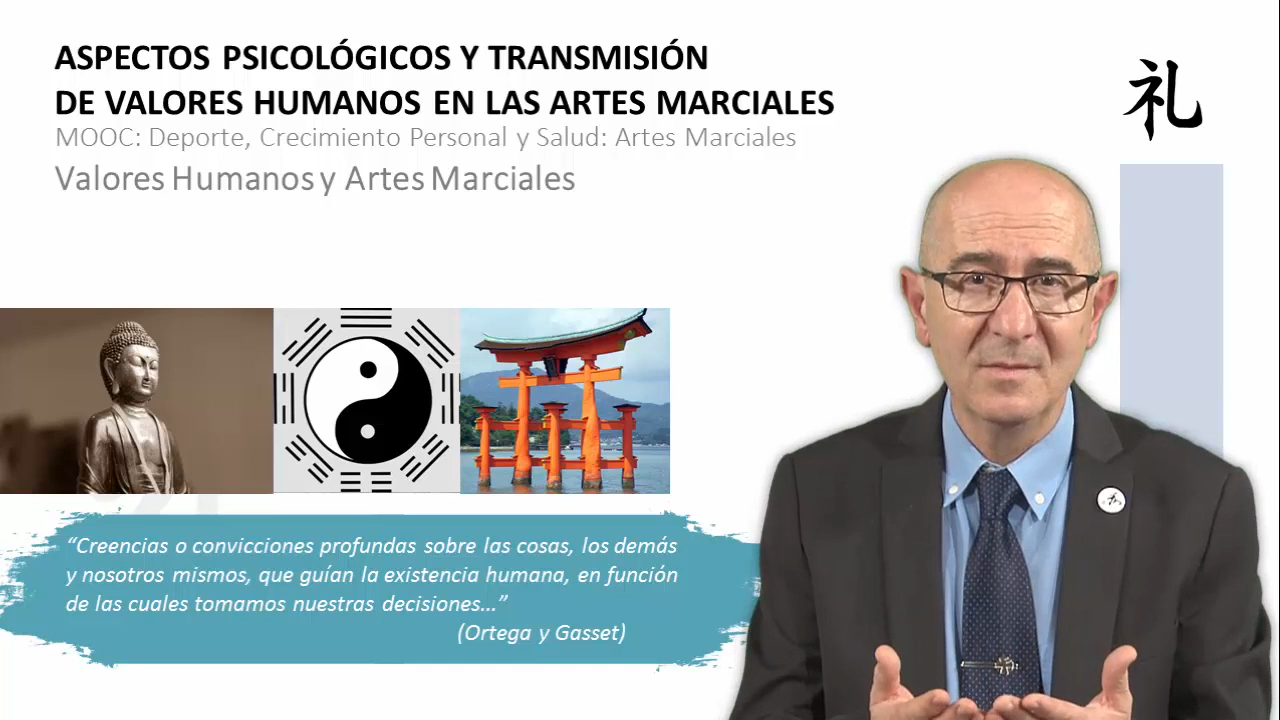 ASPECTOS PSICOLÓGICOS Y TRANSMISIÓN
DE VALORES HUMANOS EN LAS ARTES MARCIALES
MOOC: Deporte, Crecimiento Personal y Salud: Artes Marciales
Valores Humanos y Artes Marciales
礼
“Creencias o convicciones profundas sobre las cosas, los demás
y nosotros mismos, que guían la existencia humana, en función
de las cuales tomamos nuestras decisiones...”
(Ortega y Gasset)